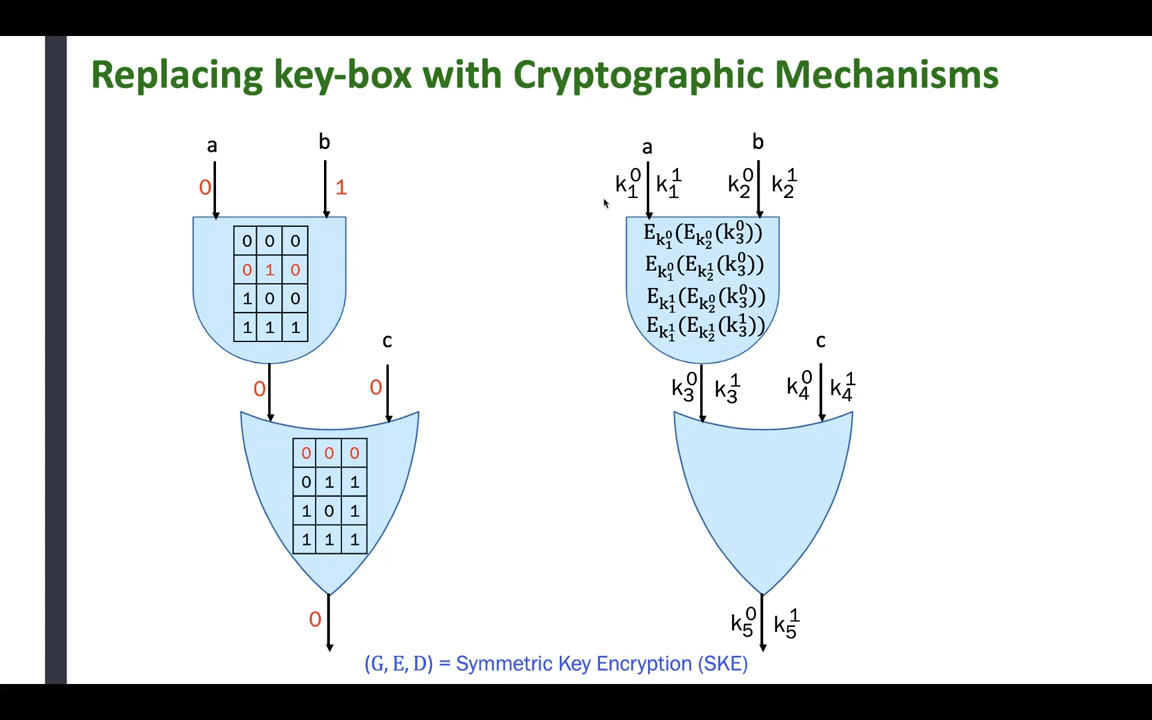 Replacing key-box with Cryptographic Mechanisms
a
b
0
1
0 0 0
0 1 0
1 0 0
1 1 1
c
0
0
0 0 0
0 1 1
1 0 1
1 1 1
0
a
b
k₁⁰ k₁¹
k₂⁰ k₂¹
E_{k₁⁰}(E_{k₂⁰}(k₃⁰))
E_{k₁⁰}(E_{k₂¹}(k₃⁰))
E_{k₁¹}(E_{k₂⁰}(k₃⁰))
E_{k₁¹}(E_{k₂¹}(k₃¹))
c
k₃⁰ k₃¹
k₄⁰ k₄¹
k₅⁰ k₅¹
(G, E, D) = Symmetric Key Encryption (SKE)